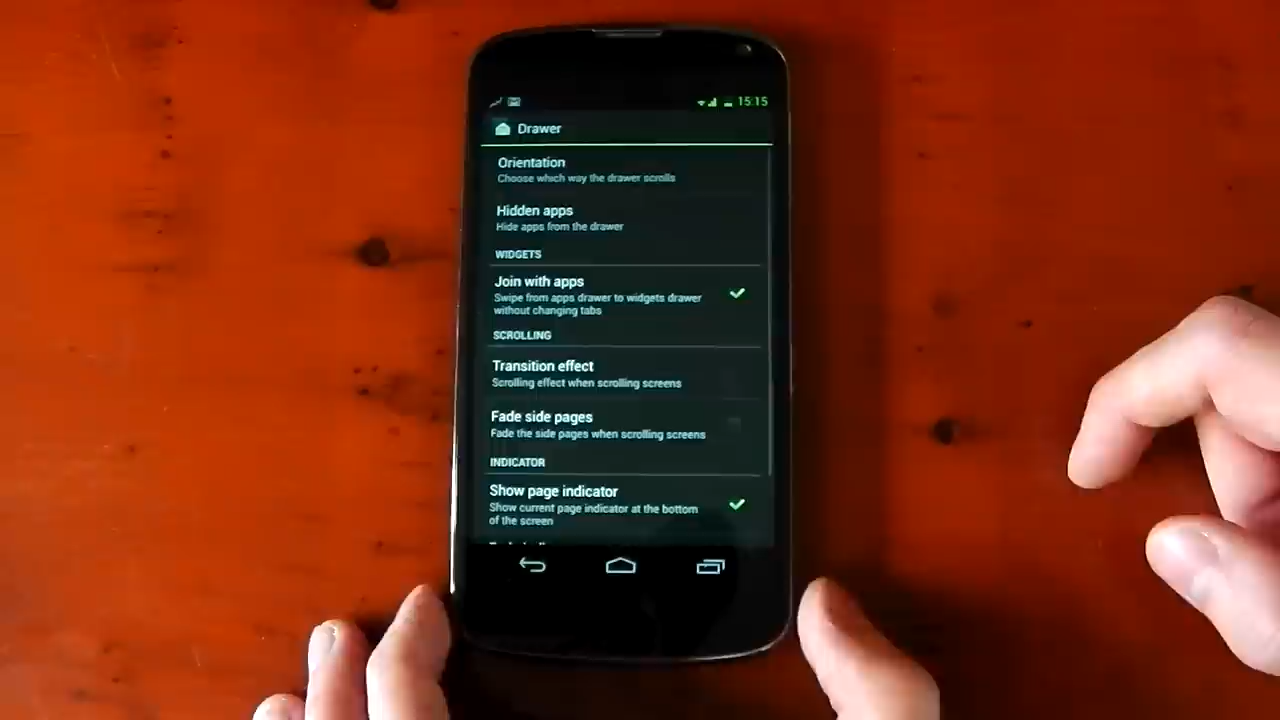 15:15
Drawer
Orientation
Choose which way the drawer scrolls
Hidden apps
Hide apps from the drawer
WIDGETS
Join with apps
Swipe from apps drawer to widgets drawer
without changing tabs
SCROLLING
Transition effect
Scrolling effect when scrolling screens
Fade side pages
Fade the side pages when scrolling screens
INDICATOR
Show page indicator
Show current page indicator at the bottom
of the screen